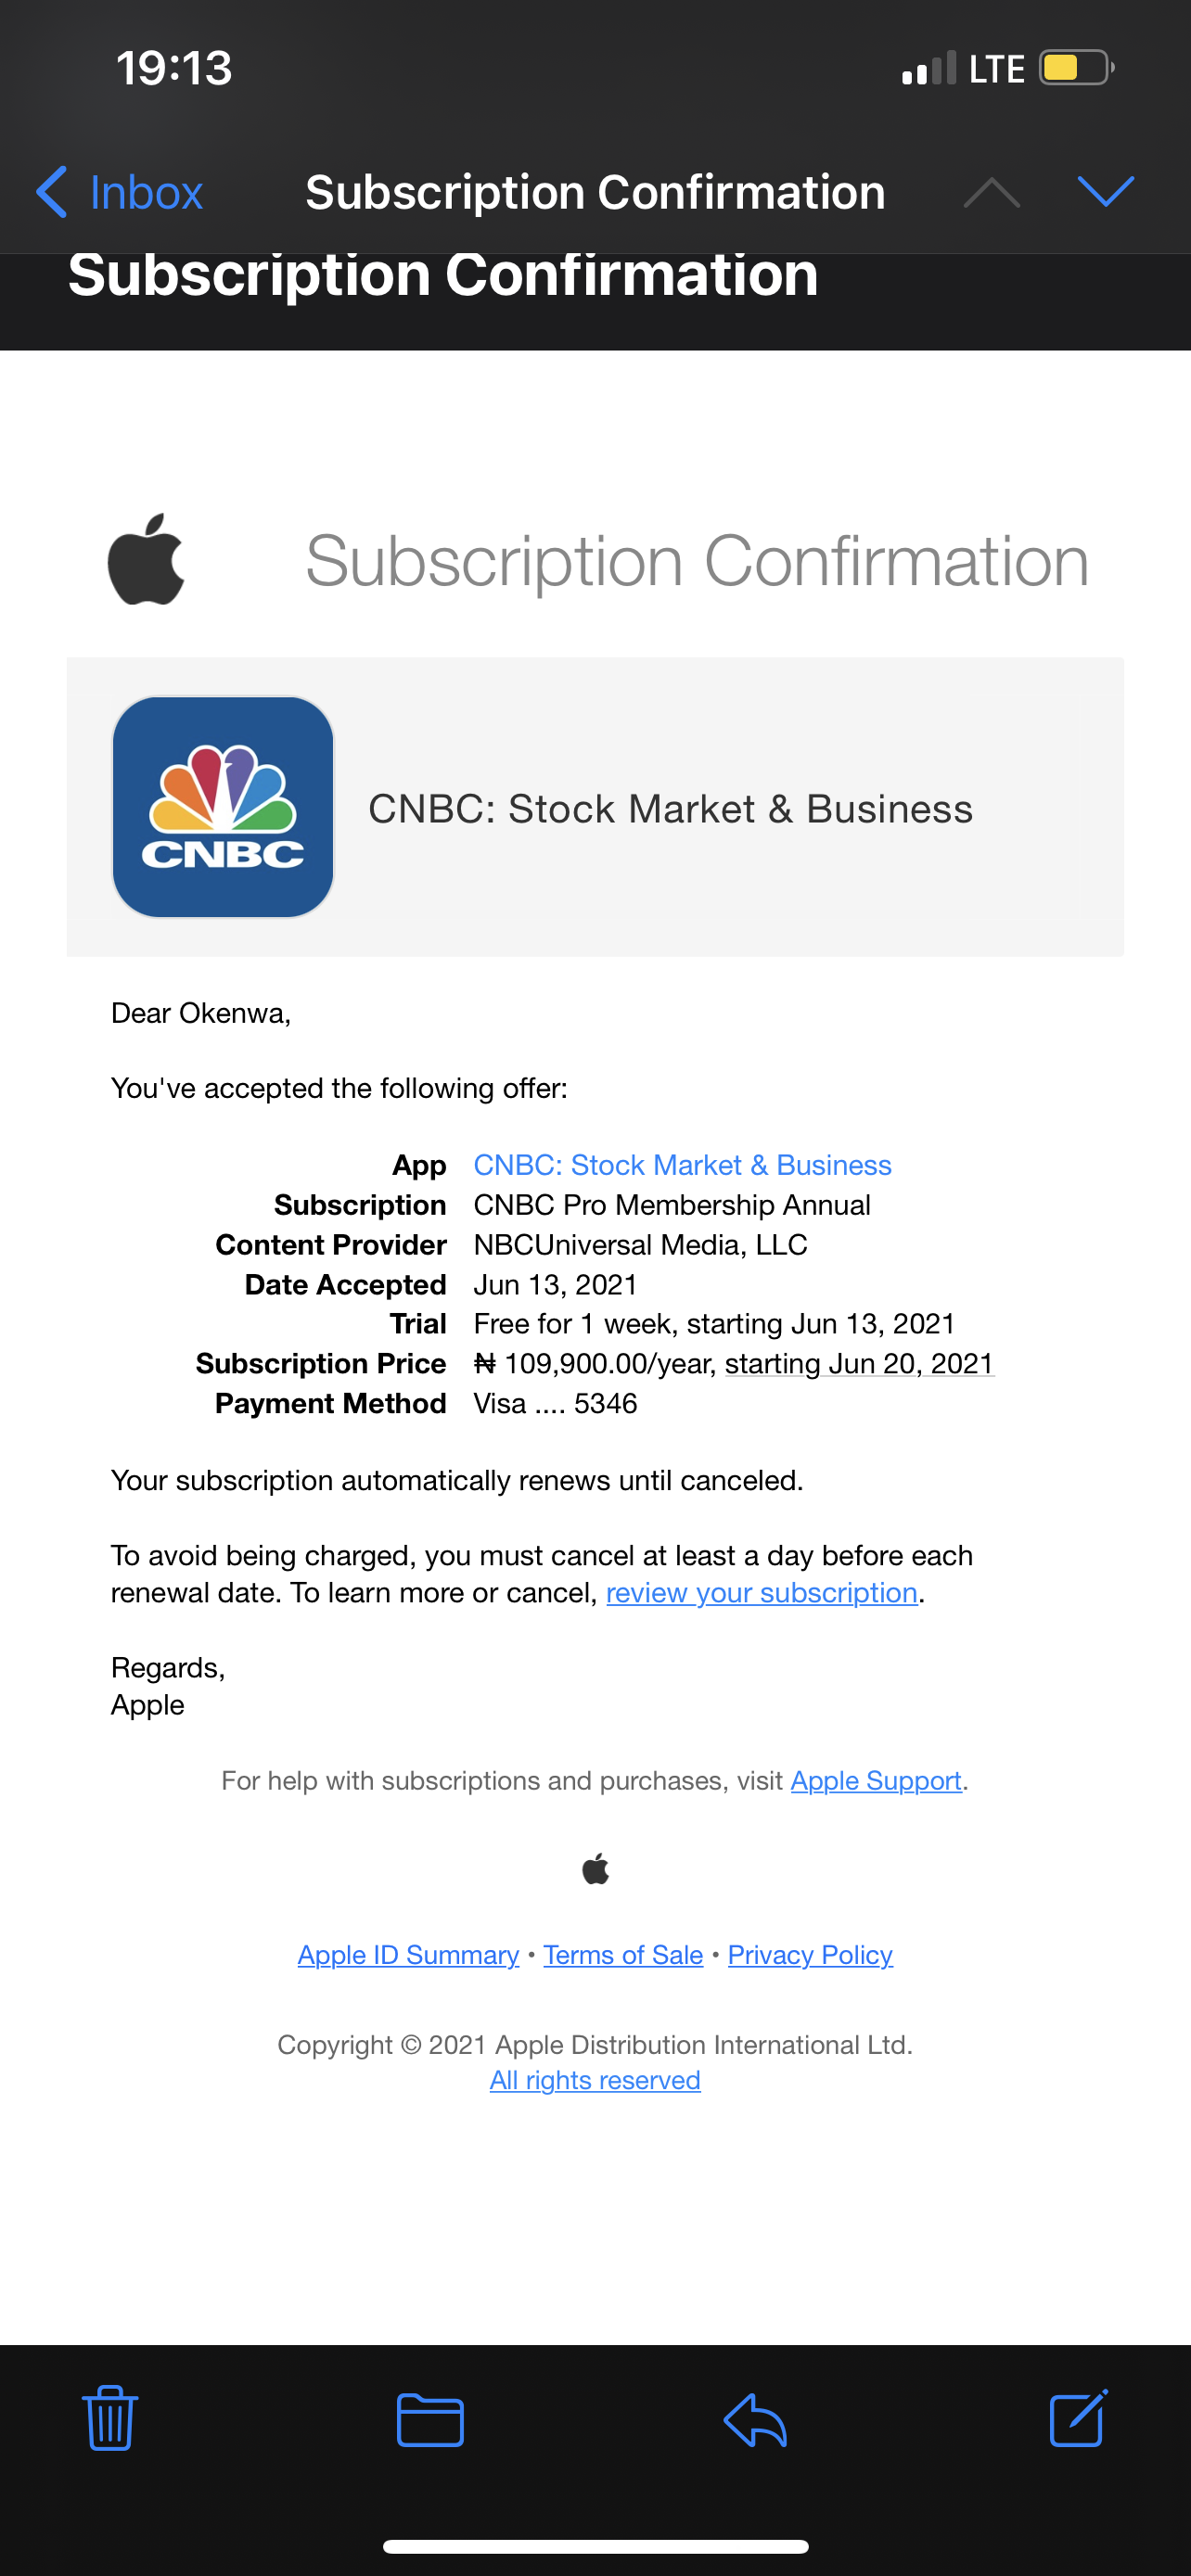 19:13
LTE
Inbox
Subscription Confirmation
Subscription Confirmation
Subscription Confirmation
CNBC
CNBC: Stock Market & Business
Dear Okenwa,
You've accepted the following offer:
App CNBC: Stock Market & Business
Subscription CNBC Pro Membership Annual
Content Provider NBCUniversal Media, LLC
Date Accepted Jun 13, 2021
Trial Free for 1 week, starting Jun 13, 2021
Subscription Price ₦ 109,900.00/year, starting Jun 20, 2021
Payment Method Visa .... 5346
Your subscription automatically renews until canceled.
To avoid being charged, you must cancel at least a day before each
renewal date. To learn more or cancel, review your subscription.
Regards,
Apple
For help with subscriptions and purchases, visit Apple Support.
Apple ID Summary • Terms of Sale • Privacy Policy
Copyright © 2021 Apple Distribution International Ltd.
All rights reserved